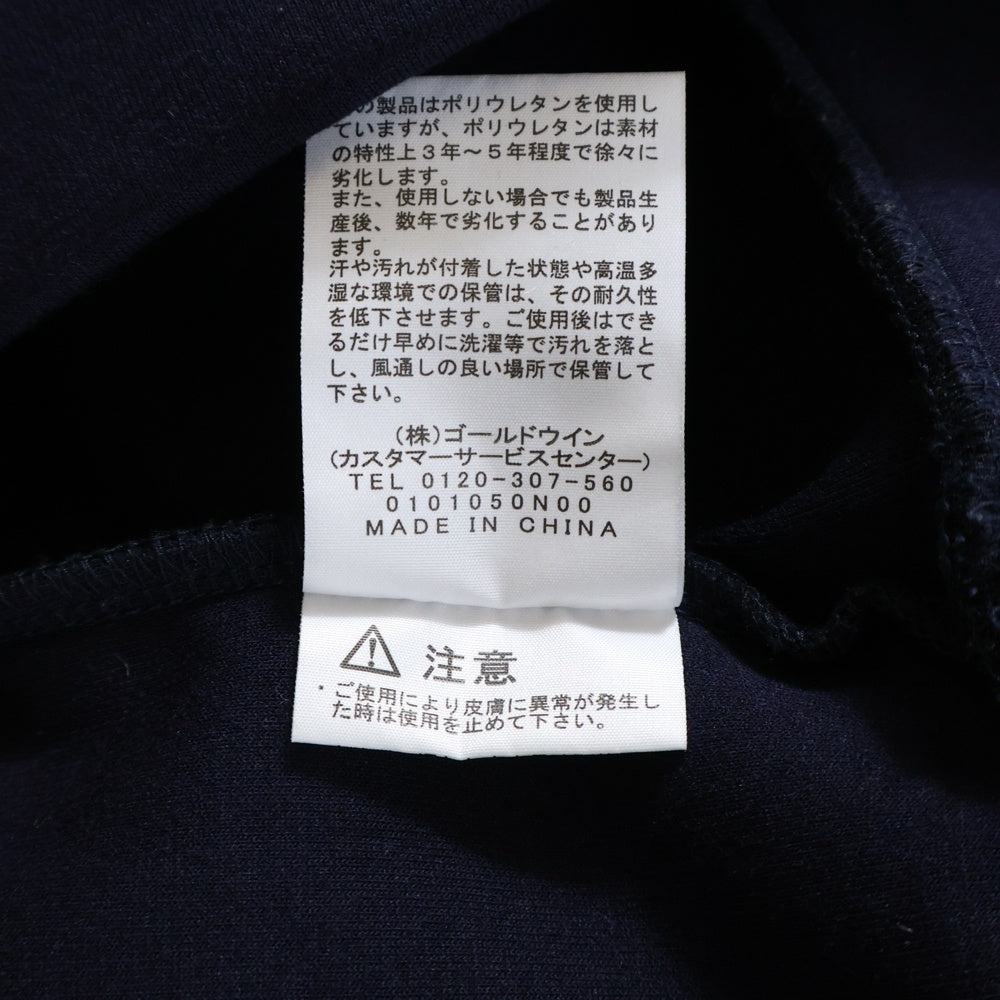 の製品はポリウレタンを使用し
ていますが、ポリウレタンは素材
の特性上3年～5年程度で徐々に
劣化します。
また、使用しない場合でも製品生
産後、数年で劣化することがあり
ます。
汗や汚れが付着した状態や高温多
湿な環境での保管は、その耐久性
を低下させます。ご使用後はでき
るだけ早めに洗濯等で汚れを落と
し、風通しの良い場所で保管して
下さい。
(株)ゴールドウイン
(カスタマーサービスセンター)
TEL 0120-307-560
0101050N00
MADE IN CHINA
注意
・ご使用により皮膚に異常が発生し
た時は使用を止めて下さい。